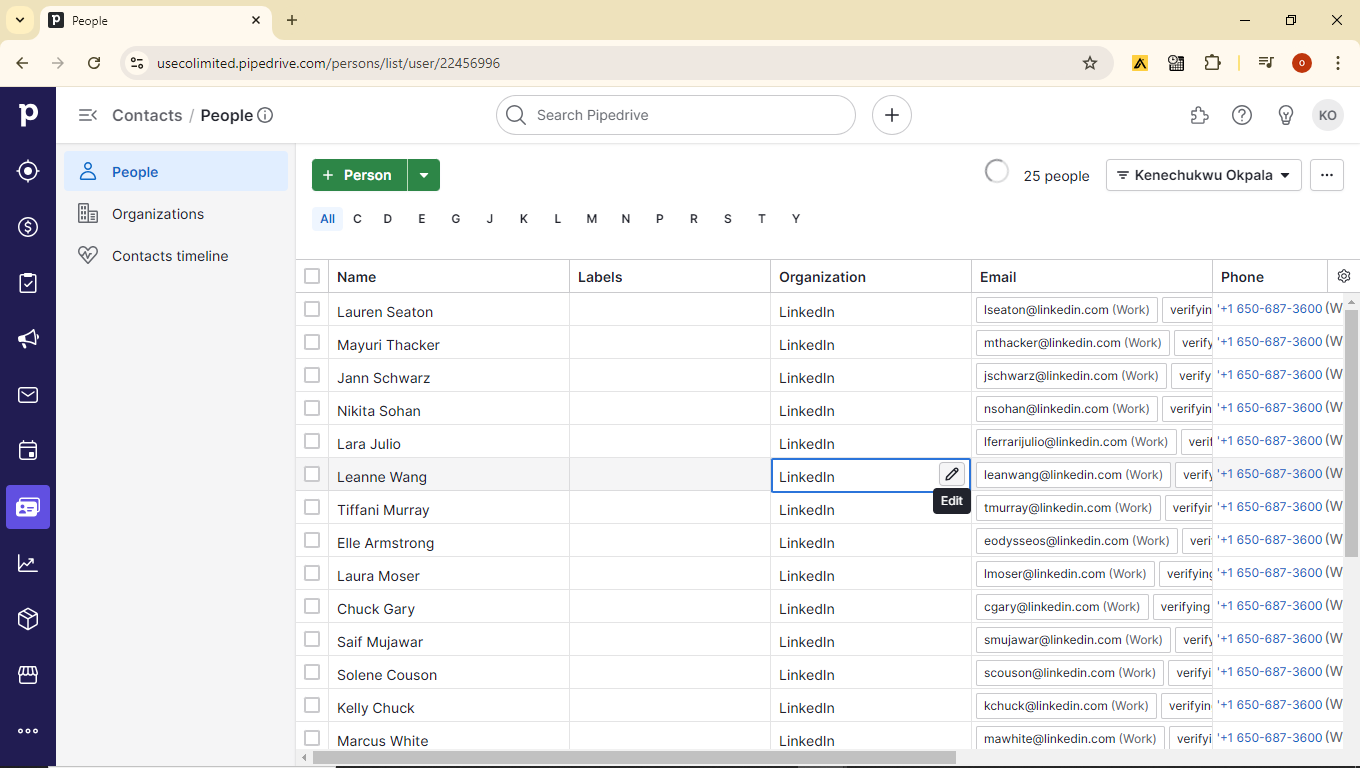 People
usecolimited.pipedrive.com/persons/list/user/22456996
O
p
Contacts / People
Search Pipedrive
KO
People
Organizations
Contacts timeline
+ Person
25 people
Kenechukwu Okpala
All C D E G J K L M N P R S T Y
Name Labels Organization Email Phone
Lauren Seaton LinkedIn lseaton@linkedin.com (Work) verifyin '+1 650-687-3600 (W
Mayuri Thacker LinkedIn mthacker@linkedin.com (Work) verify '+1 650-687-3600 (W
Jann Schwarz LinkedIn jschwarz@linkedin.com (Work) verify '+1 650-687-3600 (W
Nikita Sohan LinkedIn nsohan@linkedin.com (Work) verifyin '+1 650-687-3600 (W
Lara Julio LinkedIn lferrarijulio@linkedin.com (Work) verif '+1 650-687-3600 (W
Leanne Wang LinkedIn leanwang@linkedin.com (Work) verify '+1 650-687-3600 (W
Edit
Tiffani Murray LinkedIn tmurray@linkedin.com (Work) verifyin '+1 650-687-3600 (W
Elle Armstrong LinkedIn eodysseos@linkedin.com (Work) veri '+1 650-687-3600 (W
Laura Moser LinkedIn lmoser@linkedin.com (Work) verifying '+1 650-687-3600 (W
Chuck Gary LinkedIn cgary@linkedin.com (Work) verifying '+1 650-687-3600 (W
Saif Mujawar LinkedIn smujawar@linkedin.com (Work) verify '+1 650-687-3600 (W
Solene Couson LinkedIn scouson@linkedin.com (Work) verifyi '+1 650-687-3600 (W
Kelly Chuck LinkedIn kchuck@linkedin.com (Work) verifyin '+1 650-687-3600 (W
Marcus White LinkedIn mawhite@linkedin.com (Work) verifyi '+1 650-687-3600 (W